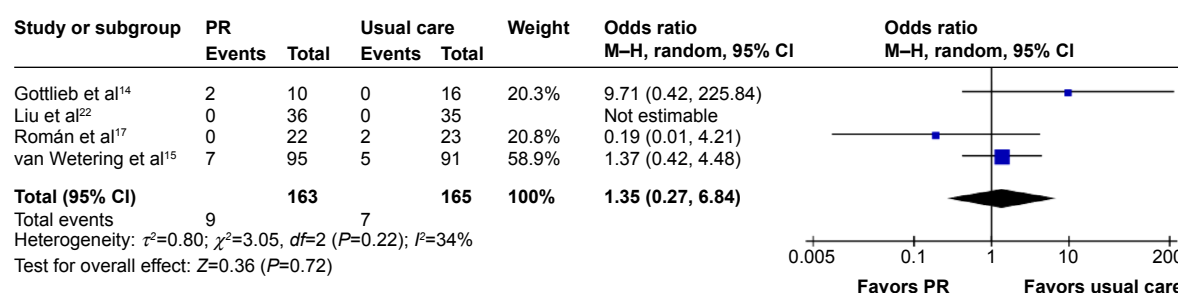 Study or subgroup PR Usual care Weight Odds ratio Odds ratio
Events Total Events Total M–H, random, 95% CI M–H, random, 95% CI
Gottlieb et al14 2 10 0 16 20.3% 9.71 (0.42, 225.84)
Liu et al22 0 36 0 35 Not estimable
Román et al17 0 22 2 23 20.8% 0.19 (0.01, 4.21)
van Wetering et al15 7 95 5 91 58.9% 1.37 (0.42, 4.48)
Total (95% CI) 163 165 100% 1.35 (0.27, 6.84)
Total events 9 7
Heterogeneity: τ2=0.80; χ2=3.05, df=2 (P=0.22); I2=34%
Test for overall effect: Z=0.36 (P=0.72)
0.005 0.1 1 10 200
Favors PR Favors usual care